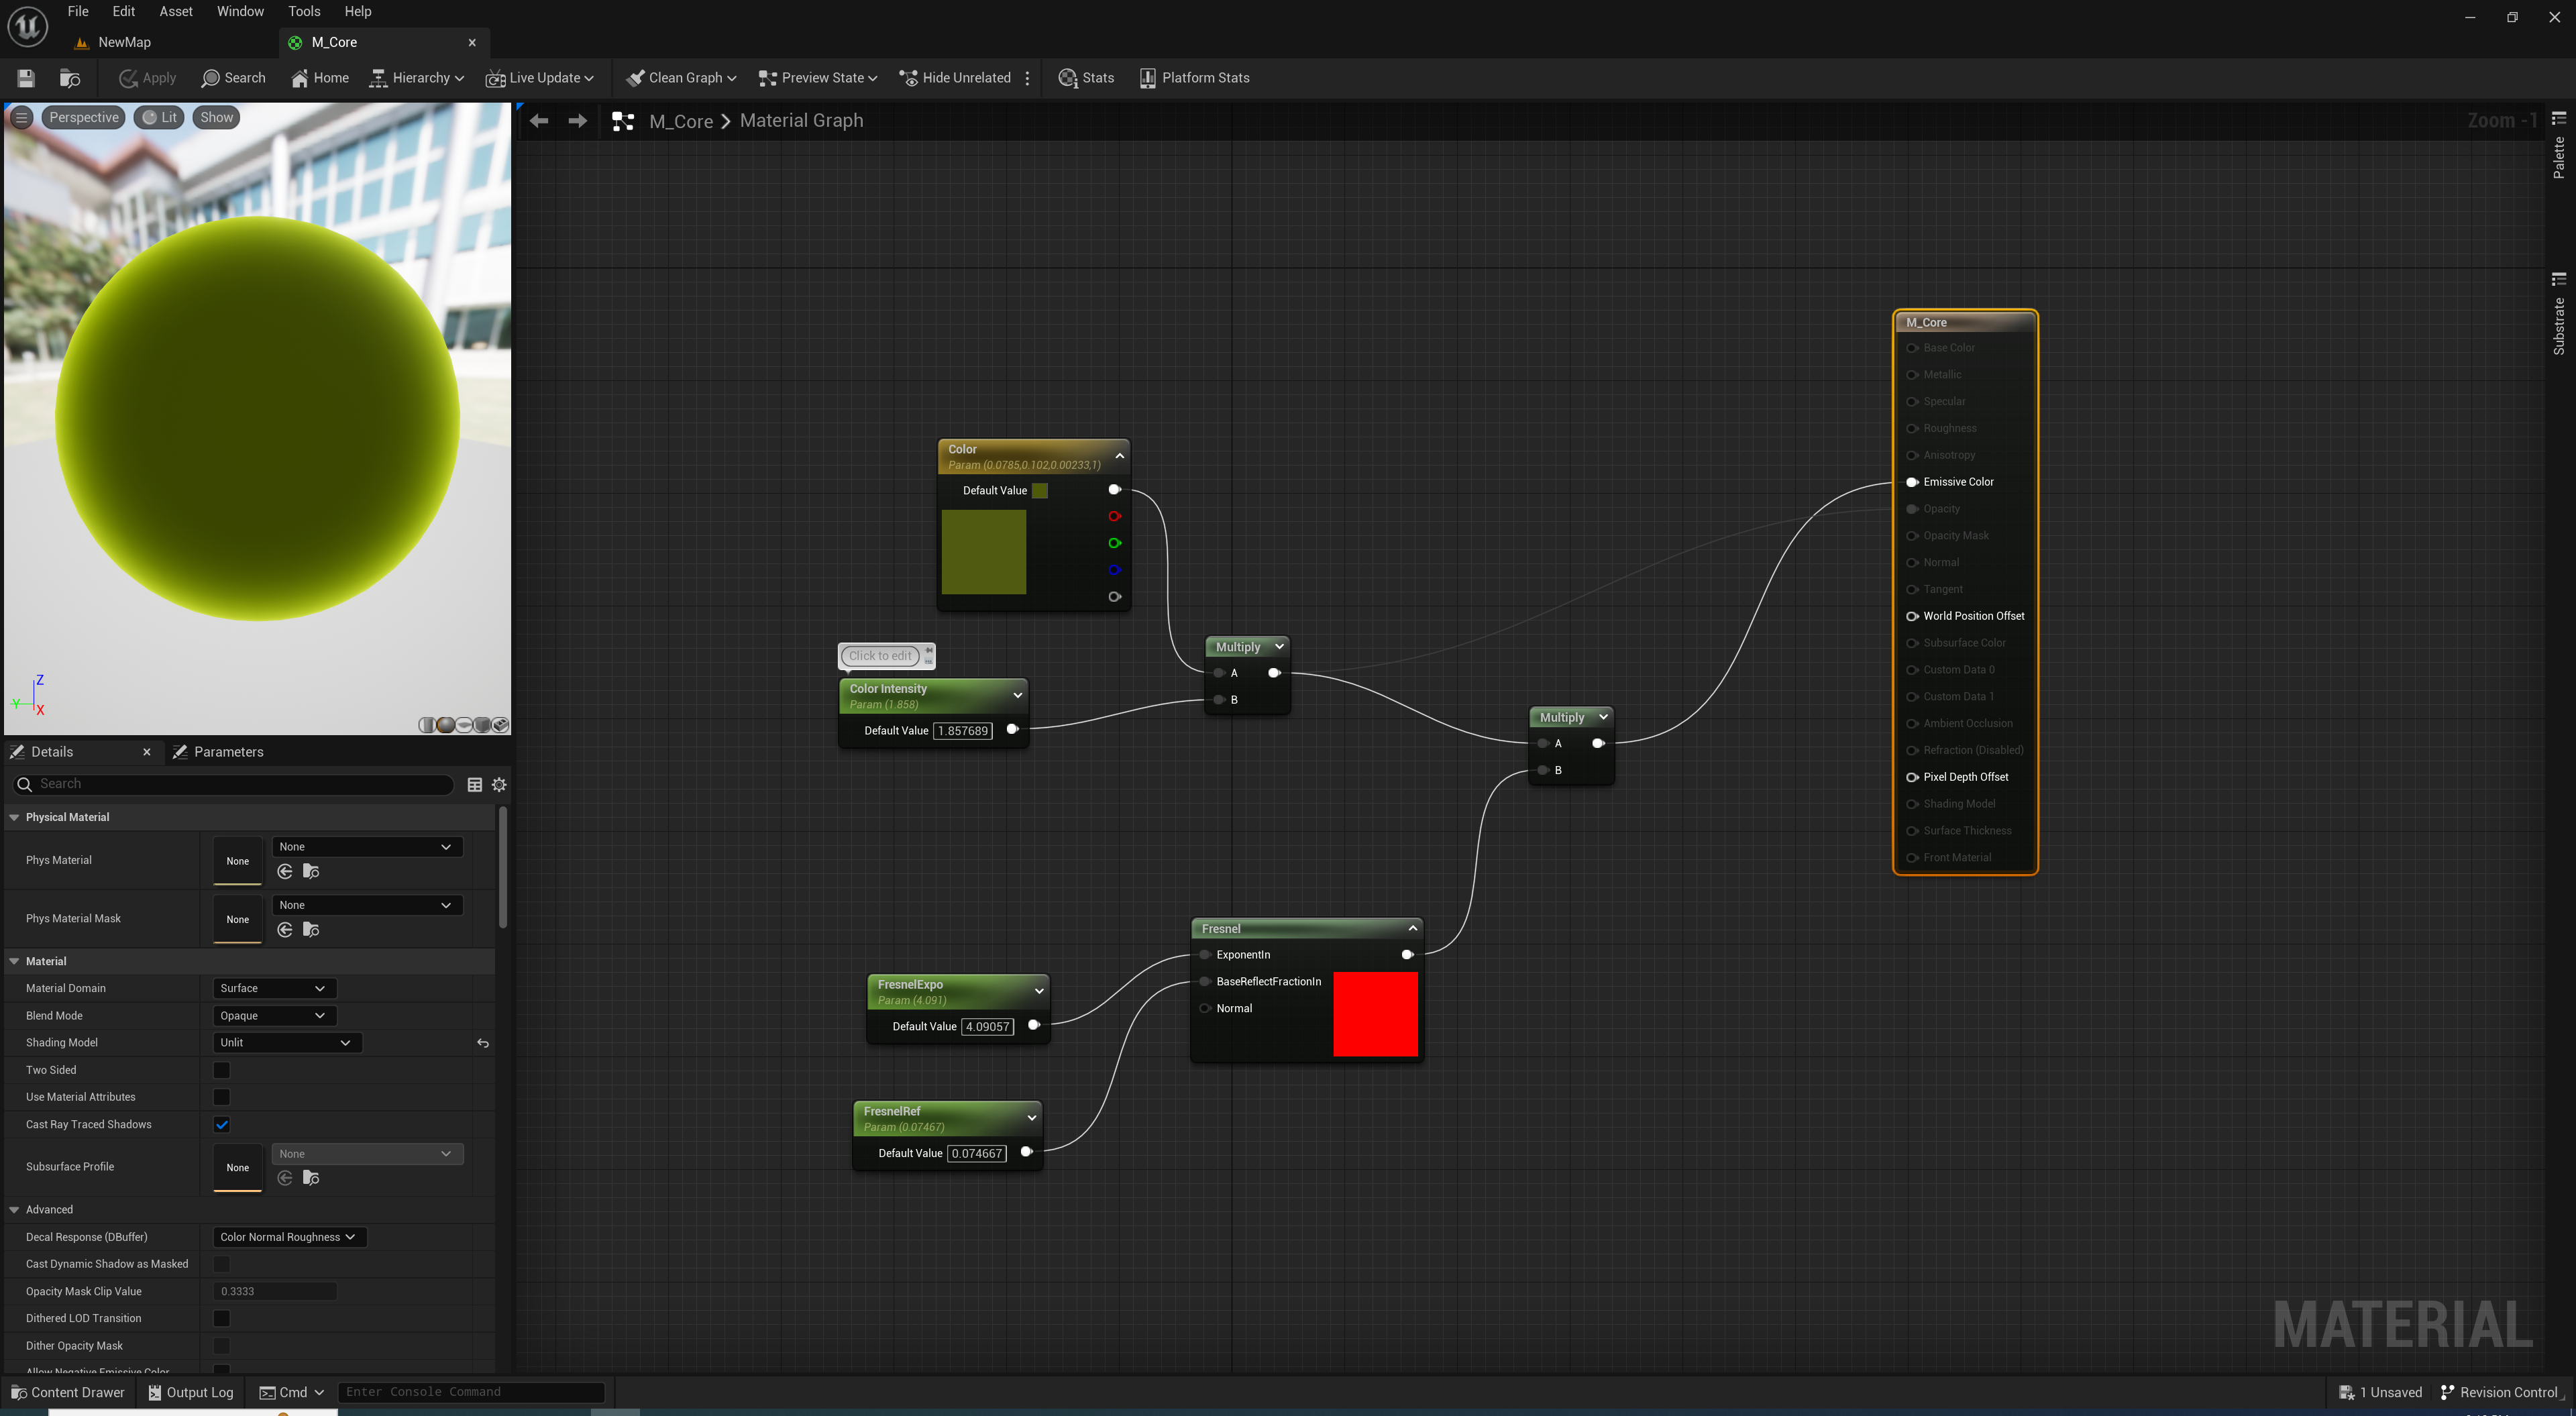 File Edit Asset Window Tools Help
NewMap
M_Core
Apply Search Home Hierarchy Live Update Clean Graph Preview State Hide Unrelated Stats Platform Stats
Perspective Lit Show
M_Core Material Graph
Zoom -1
Palette
Substrate
Z
Y
X
Color
Param (0.0785,0.102,0.00233,1)
Default Value
Click to edit
Color Intensity
Param (1.858)
Default Value 1.857689
Multiply
A
B
Multiply
A
B
Fresnel
ExponentIn
BaseReflectFractionIn
Normal
FresnelExpo
Param (4.091)
Default Value 4.09057
FresnelRef
Param (0.07467)
Default Value 0.074667
M_Core
Base Color
Metallic
Specular
Roughness
Anisotropy
Emissive Color
Opacity
Opacity Mask
Normal
Tangent
World Position Offset
Subsurface Color
Custom Data 0
Custom Data 1
Ambient Occlusion
Refraction (Disabled)
Pixel Depth Offset
Shading Model
Surface Thickness
Front Material
MATERIAL
Details
Parameters
Search
Physical Material
Phys Material None None
Phys Material Mask None None
Material
Material Domain Surface
Blend Mode Opaque
Shading Model Unlit
Two Sided
Use Material Attributes
Cast Ray Traced Shadows
Subsurface Profile None None
Advanced
Decal Response (DBuffer) Color Normal Roughness
Cast Dynamic Shadow as Masked
Opacity Mask Clip Value 0.3333
Dithered LOD Transition
Dither Opacity Mask
Allow Negative Emissive Color
Content Drawer Output Log Cmd Enter Console Command
1 Unsaved Revision Control